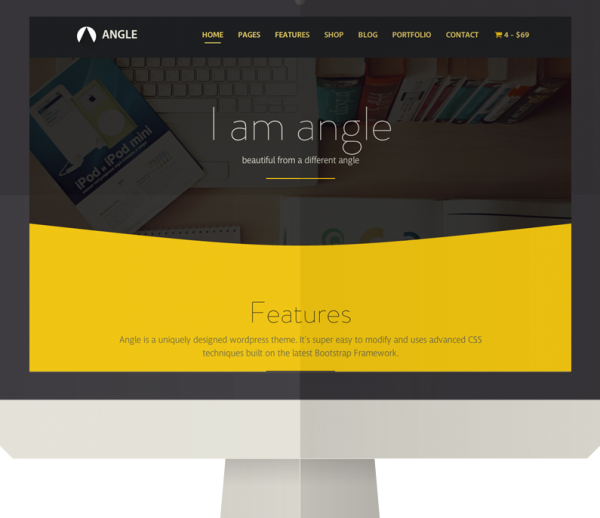 ANGLE
HOME PAGES FEATURES SHOP BLOG PORTFOLIO CONTACT 4 - $69
I am angle
beautiful from a different angle
iPod & iPod mini
Features
Angle is a uniquely designed wordpress theme. It's super easy to modify and uses advanced CSS
techniques built on the latest Bootstrap Framework.